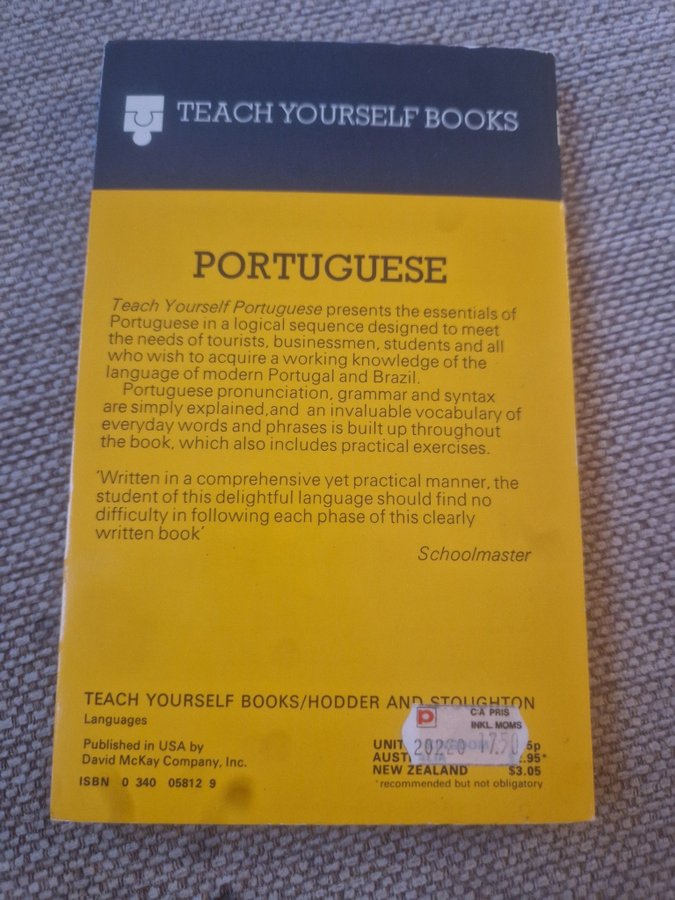 TEACH YOURSELF BOOKS
PORTUGUESE
Teach Yourself Portuguese presents the essentials of
Portuguese in a logical sequence designed to meet
the needs of tourists, businessmen, students and all
who wish to acquire a working knowledge of the
language of modern Portugal and Brazil.
Portuguese pronunciation, grammar and syntax
are simply explained,and an invaluable vocabulary of
everyday words and phrases is built up throughout
the book, which also includes practical exercises.
'Written in a comprehensive yet practical manner, the
student of this delightful language should find no
difficulty in following each phase of this clearly
written book'
Schoolmaster
TEACH YOURSELF BOOKS/HODDER AND STOUGHTON
Languages
Published in USA by
David McKay Company, Inc.
ISBN 0 340 05812 9
P
CA PRIS
INKL. MOMS
20220 17.50
5p
.95*
NEW ZEALAND $3.05
*recommended but not obligatory